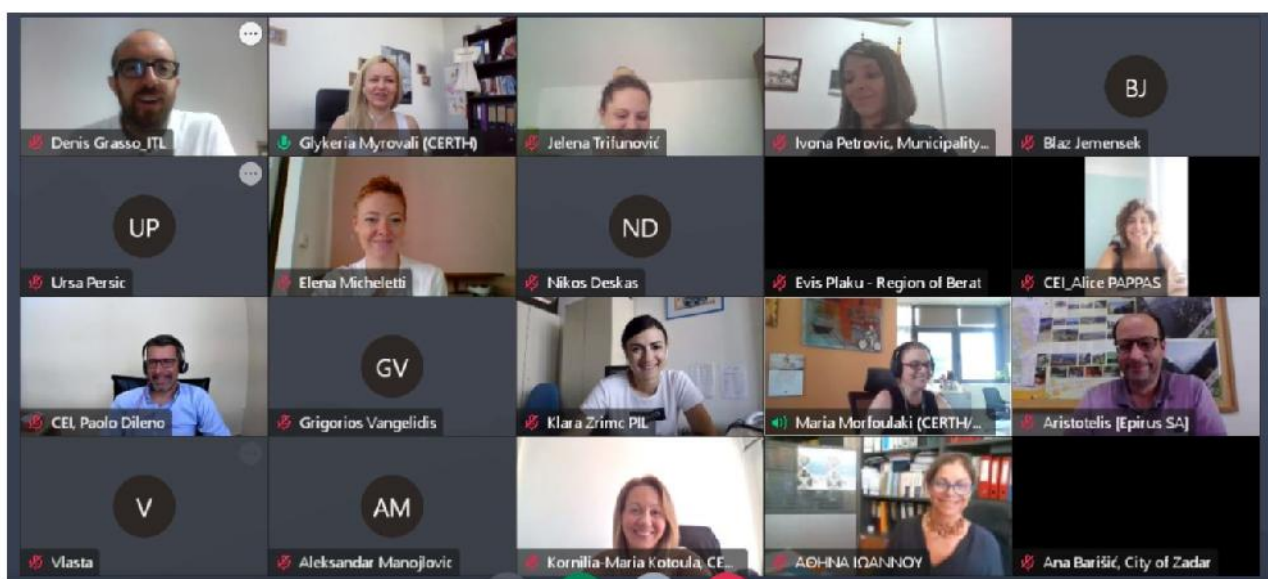 Denis Grasso_ITL
Glykeria Myrovali (CERTH)
Jelena Trifunović
Ivona Petrovic, Municipality...
BJ
Blaz Jemensek
UP
Ursa Persic
Elena Micheletti
ND
Nikos Deskas
Evis Plaku - Region of Berat
CEI_Alice PAPPAS
CEI, Paolo Dileno
GV
Grigorios Vangelidis
Klara Zrimc PIL
Maria Morfoulaki (CERTH/...
Aristotelis [Epirus SA]
V
Vlasta
AM
Aleksandar Manojlovic
Kornilia-Maria Kotoula, CE...
ΑΘΗΝΑ ΙΩΑΝΝΟΥ
Ana Barišić, City of Zadar